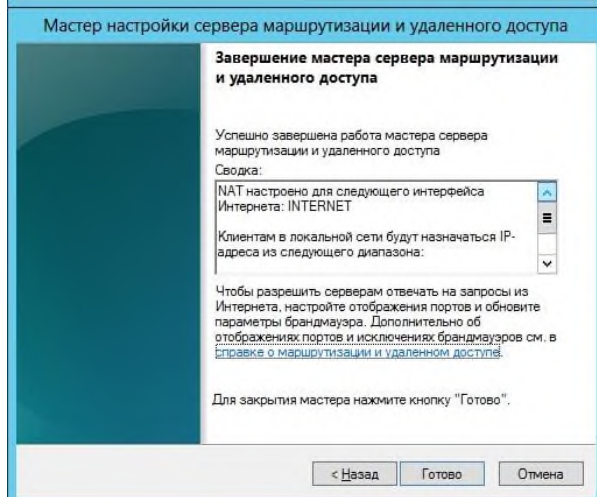 Мастер настройки сервера маршрутизации и удаленного доступа
Завершение мастера сервера маршрутизации
и удаленного доступа
Успешно завершена работа мастера сервера
маршрутизации и удаленного доступа
Сводка:
NAT настроено для следующего интерфейса
Интернета: INTERNET
Клиентам в локальной сети будут назначаться IP-
адреса из следующего диапазона:
Чтобы разрешить серверам отвечать на запросы из
Интернета, настройте отображения портов и обновите
параметры брандмауэра. Дополнительно об
отображениях портов и исключениях брандмауэров см. в
справке о маршрутизации и удаленном доступе.
Для закрытия мастера нажмите кнопку "Готово".
< Назад Готово Отмена